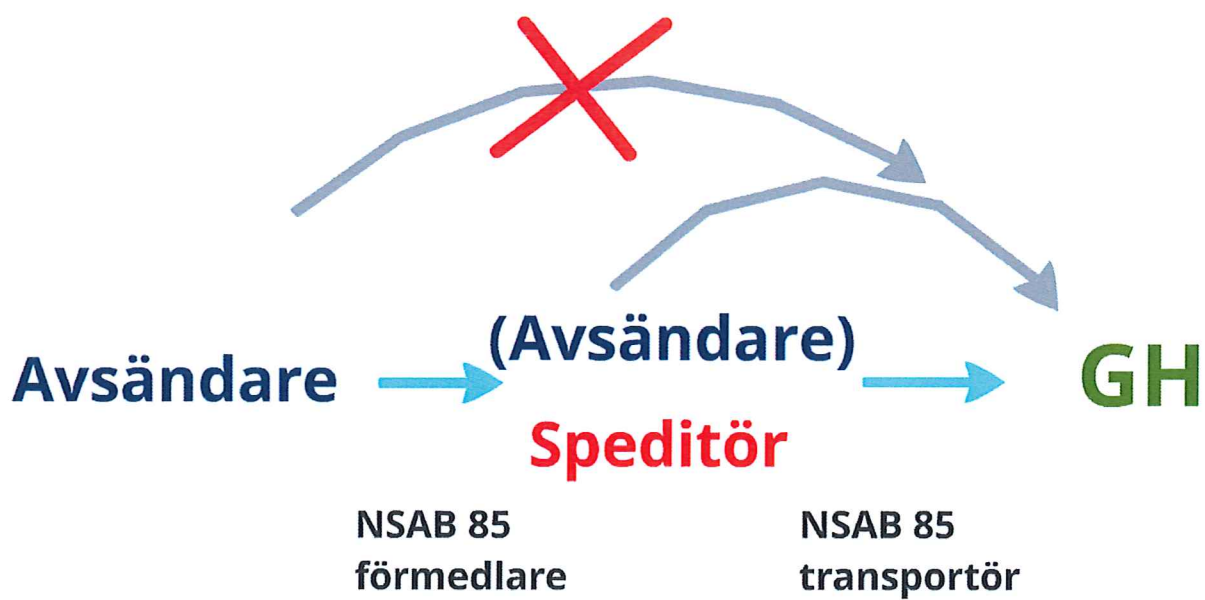 (Avsändare)
Avsändare
GH
Speditör
NSAB 85
förmedlare
NSAB 85
transportör